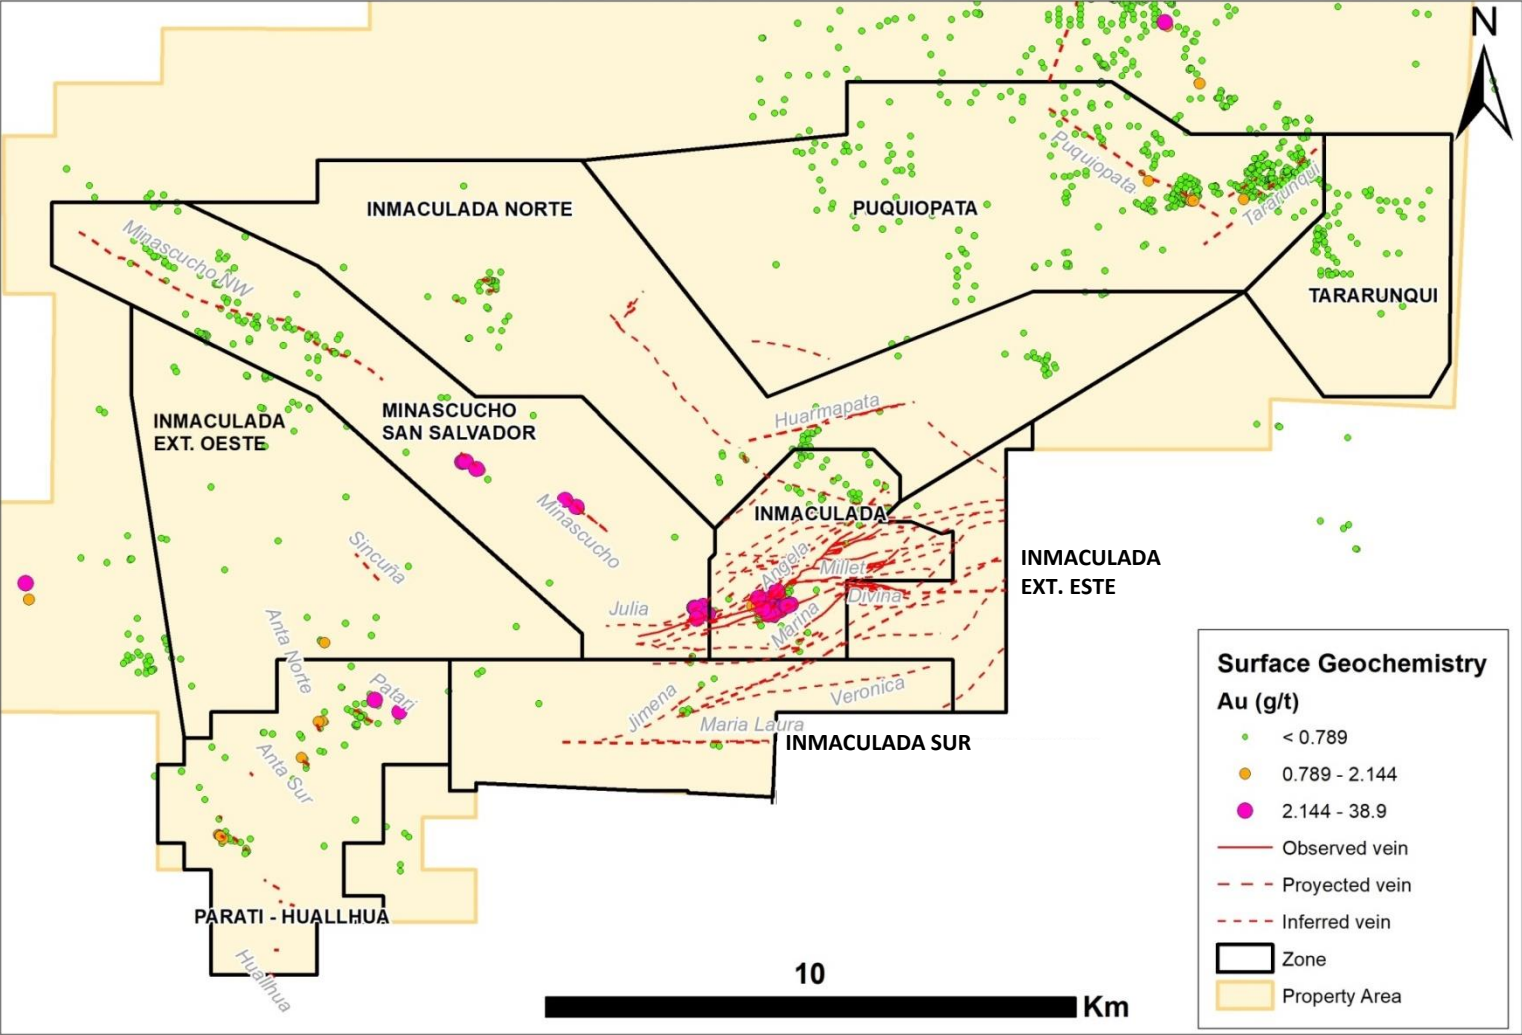 N
Puquiopata
Tararunqui
INMACULADA NORTE
PUQUIOPATA
Minascucho NW
TARARUNQUI
INMACULADA
EXT. OESTE
MINASCUCHO
SAN SALVADOR
Huarmapata
INMACULADA
Minascucho
Sincuña
Angela
Millet
Divina
INMACULADA
EXT. ESTE
Julia
Marina
Anta Norte
Patari
Jimena
Veronica
Maria Laura
INMACULADA SUR
Anta Sur
PARATI - HUALLHUA
Huallhua
10
Km
Surface Geochemistry
Au (g/t)
< 0.789
0.789 - 2.144
2.144 - 38.9
Observed vein
Proyected vein
Inferred vein
Zone
Property Area